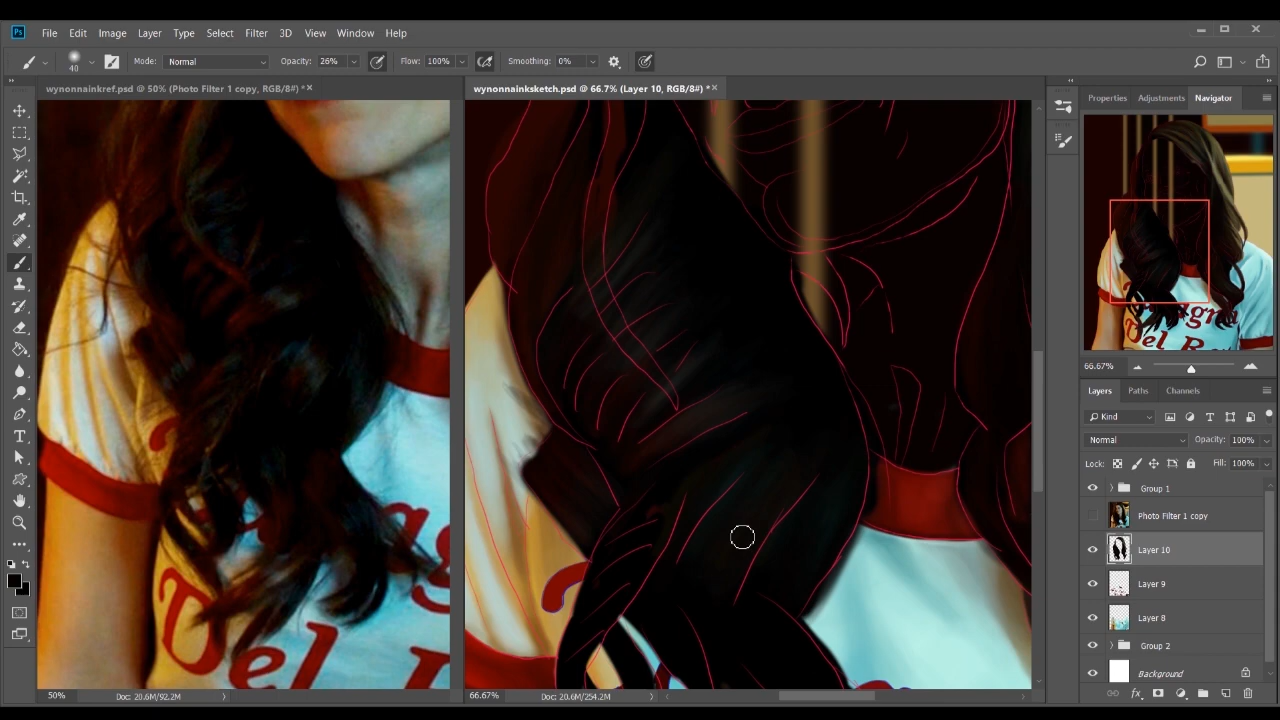 Ps File Edit Image Layer Type Select Filter 3D View Window Help
40 Mode: Normal Opacity: 26% Flow: 100% Smoothing: 0%
wynonnainkref.psd @ 50% (Photo Filter 1 copy, RGB/8#) * × wynonnainksketch.psd @ 66.7% (Layer 10, RGB/8#) * ×
Properties Adjustments Navigator
66.67%
Layers Paths Channels
Kind
Normal Opacity: 100%
Lock: Fill: 100%
Group 1
Photo Filter 1 copy
Layer 10
Layer 9
Layer 8
Group 2
Background
Del
50% Doc: 20.6M/92.2M 66.67% Doc: 20.6M/254.2M